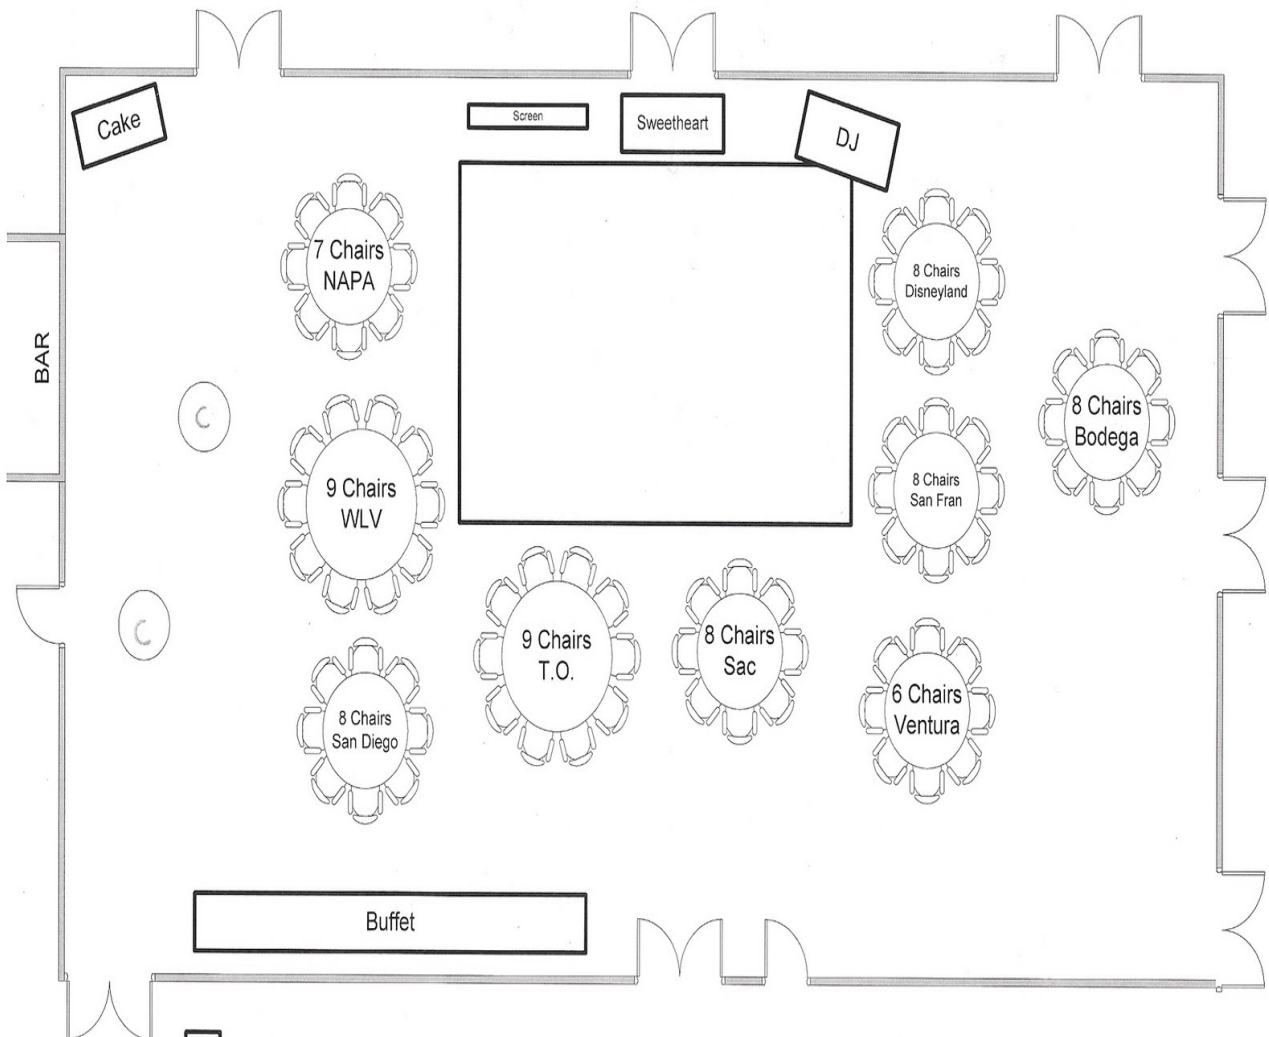 Cake
Screen
Sweetheart
DJ
7 Chairs
NAPA
8 Chairs
Disneyland
BAR
C
8 Chairs
Bodega
9 Chairs
WLV
8 Chairs
San Fran
C
9 Chairs
T.O.
8 Chairs
Sac
6 Chairs
Ventura
8 Chairs
San Diego
Buffet